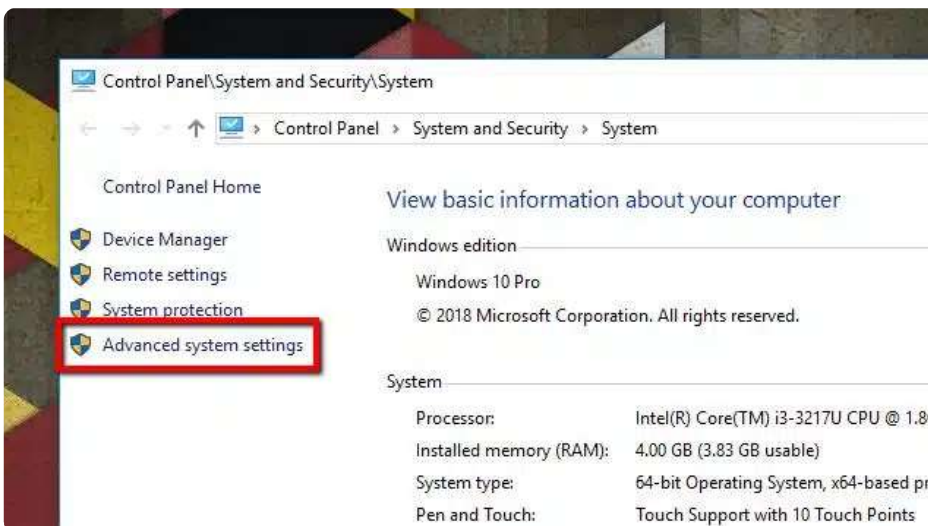 Control Panel\System and Security\System
Control Panel > System and Security > System
Control Panel Home
Device Manager
Remote settings
System protection
Advanced system settings
View basic information about your computer
Windows edition
Windows 10 Pro
© 2018 Microsoft Corporation. All rights reserved.
System
Processor: Intel(R) Core(TM) i3-3217U CPU @ 1.8
Installed memory (RAM): 4.00 GB (3.83 GB usable)
System type: 64-bit Operating System, x64-based
Pen and Touch: Touch Support with 10 Touch Points